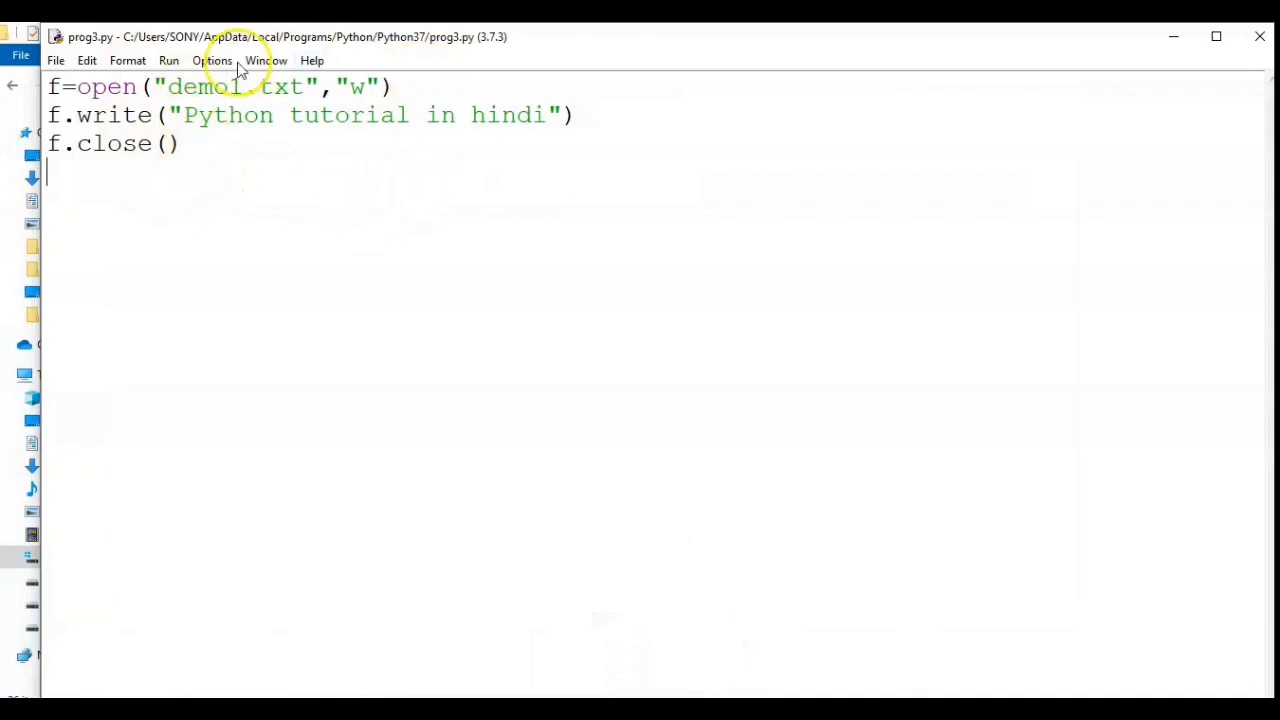 prog3.py - C:/Users/SONY/AppData/Local/Programs/Python/Python37/prog3.py (3.7.3)
File
File Edit Format Run Options Window Help
f=open("demo1.txt","w")
f.write("Python tutorial in hindi")
f.close()